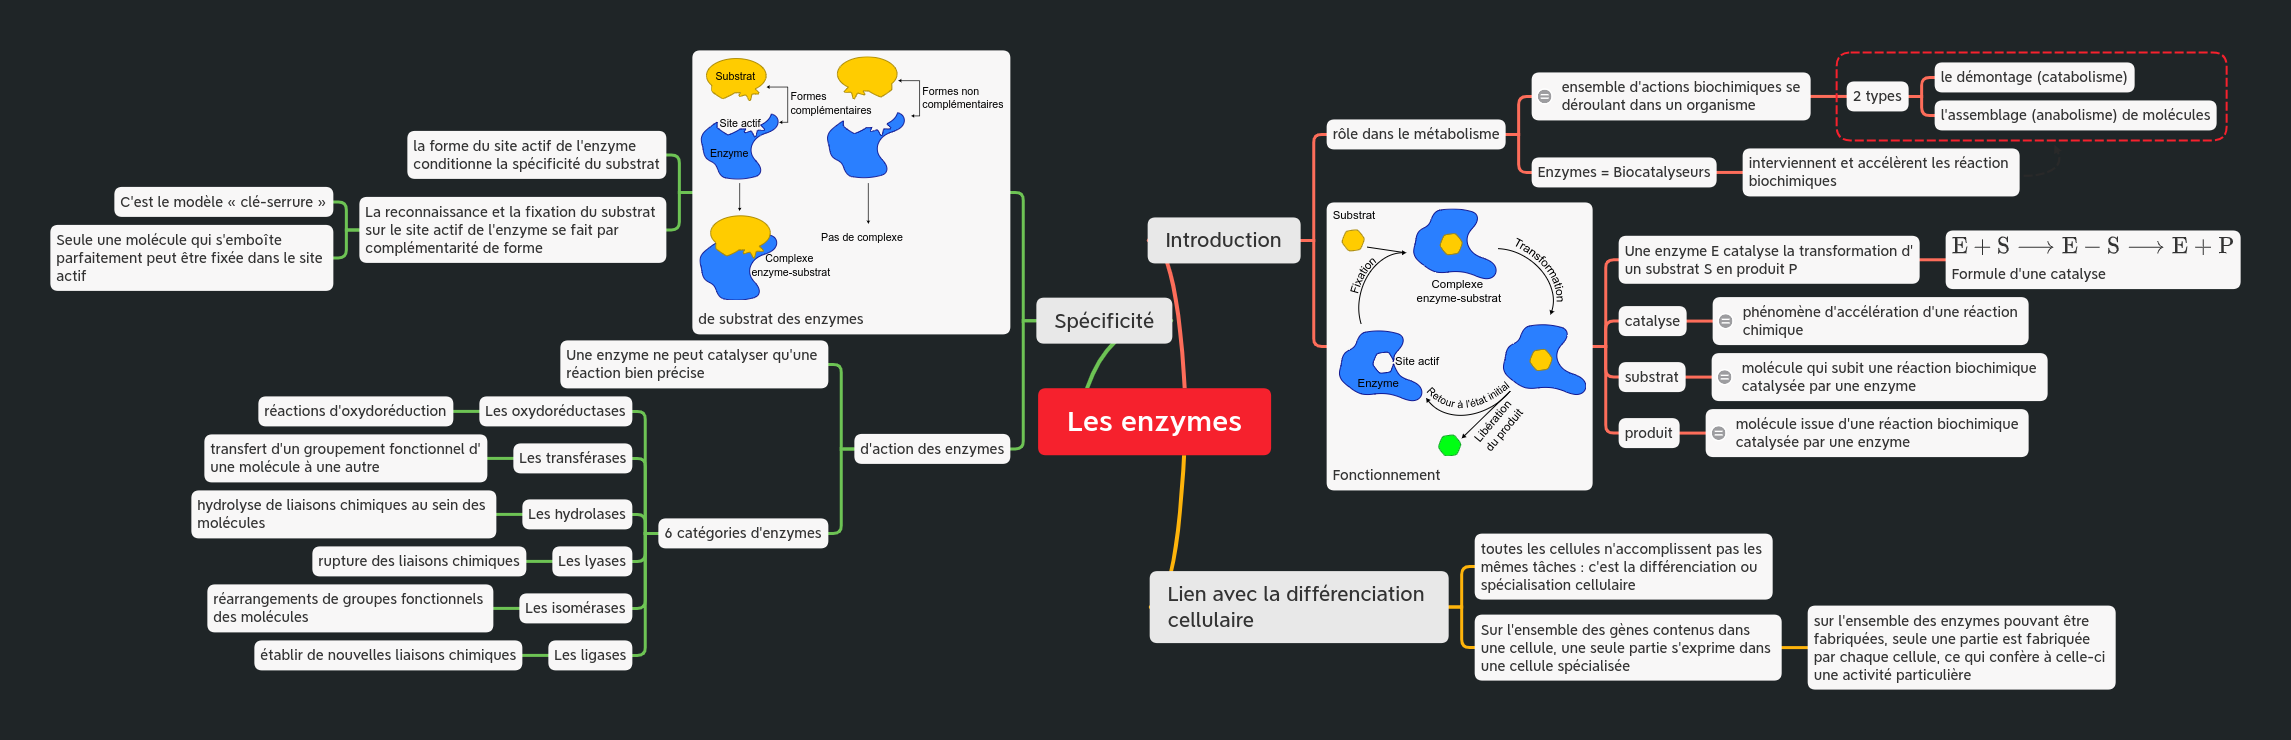 Les enzymes
Introduction
rôle dans le métabolisme
ensemble d'actions biochimiques se
déroulant dans un organisme
2 types
le démontage (catabolisme)
l'assemblage (anabolisme) de molécules
Enzymes = Biocatalyseurs
interviennent et accélèrent les réaction
biochimiques
Substrat
Fixation
Complexe
enzyme-substrat
Transformation
Site actif
Enzyme
Retour à l'état initial
Libération
du produit
Fonctionnement
Une enzyme E catalyse la transformation d'
un substrat S en produit P
E + S ⟶ E − S ⟶ E + P
Formule d'une catalyse
catalyse
phénomène d'accélération d'une réaction
chimique
substrat
molécule qui subit une réaction biochimique
catalysée par une enzyme
produit
molécule issue d'une réaction biochimique
catalysée par une enzyme
Lien avec la différenciation
cellulaire
toutes les cellules n'accomplissent pas les
mêmes tâches : c'est la différenciation ou
spécialisation cellulaire
Sur l'ensemble des gènes contenus dans
une cellule, une seule partie s'exprime dans
une cellule spécialisée
sur l'ensemble des enzymes pouvant être
fabriquées, seule une partie est fabriquée
par chaque cellule, ce qui confère à celle-ci
une activité particulière
Spécificité
Substrat
Formes
complémentaires
Site actif
Enzyme
Complexe
enzyme-substrat
Formes non
complémentaires
Pas de complexe
de substrat des enzymes
la forme du site actif de l'enzyme
conditionne la spécificité du substrat
La reconnaissance et la fixation du substrat
sur le site actif de l'enzyme se fait par
complémentarité de forme
C'est le modèle « clé-serrure »
Seule une molécule qui s'emboîte
parfaitement peut être fixée dans le site
actif
d'action des enzymes
Une enzyme ne peut catalyser qu'une
réaction bien précise
6 catégories d'enzymes
Les oxydoréductases
réactions d'oxydoréduction
Les transférases
transfert d'un groupement fonctionnel d'
une molécule à une autre
Les hydrolases
hydrolyse de liaisons chimiques au sein des
molécules
Les lyases
rupture des liaisons chimiques
Les isomérases
réarrangements de groupes fonctionnels
des molécules
Les ligases
établir de nouvelles liaisons chimiques